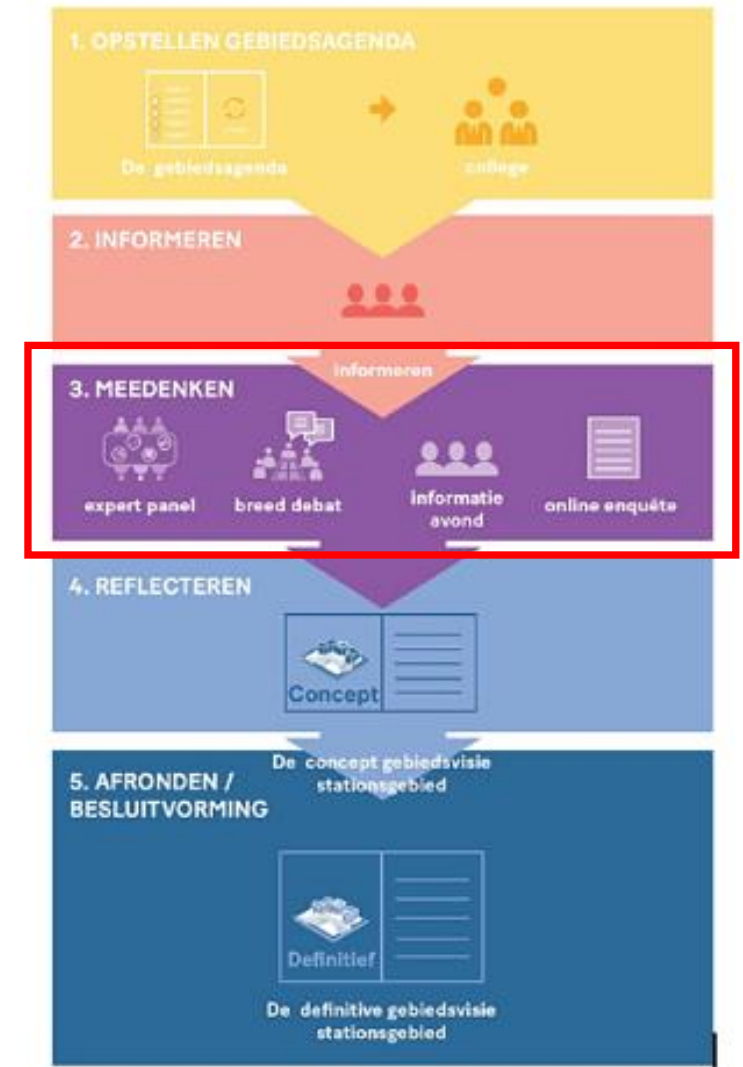 1. OPSTELLEN GEBIEDSAGENDA
De gebiedsagenda
college
2. INFORMEREN
informeren
3. MEEDENKEN
expert panel
breed debat
informatie
avond
online enquête
4. REFLECTEREN
Concept
De concept gebiedsvisie
stationsgebied
5. AFRONDEN /
BESLUITVORMING
Definitief
De definitive gebiedsvisie
stationsgebied